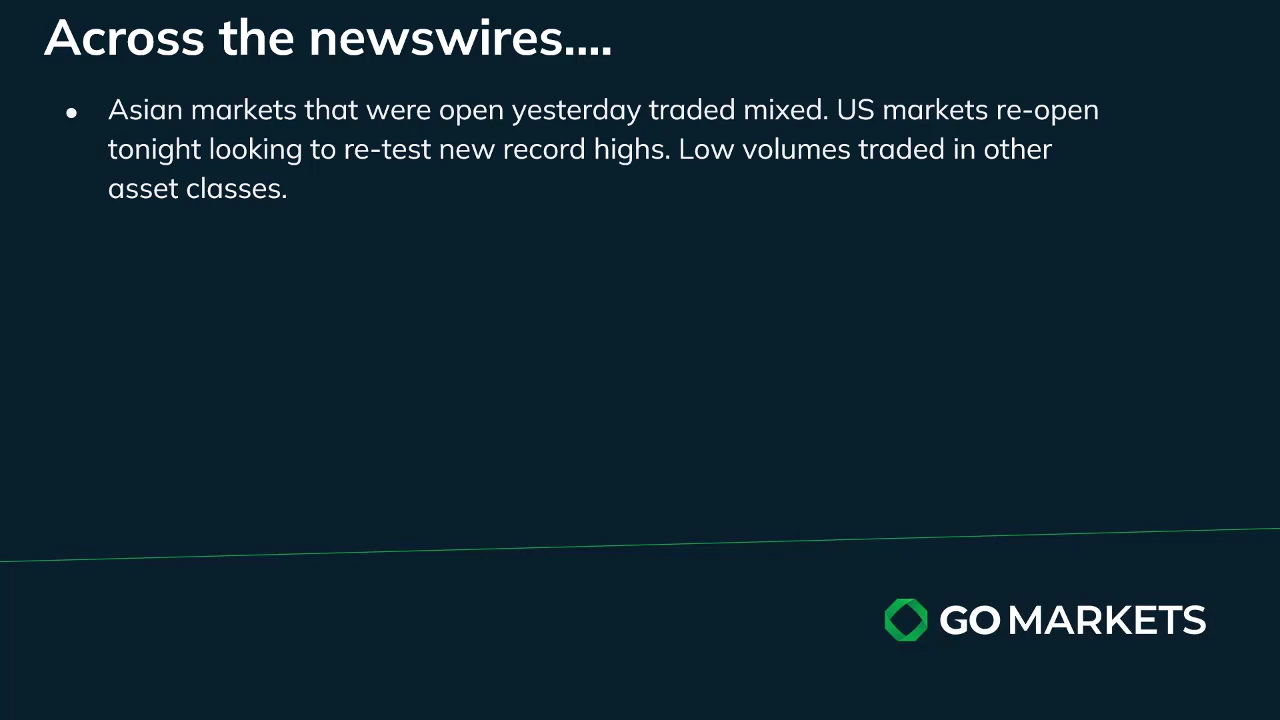 Across the newswires....
● Asian markets that were open yesterday traded mixed. US markets re-open
tonight looking to re-test new record highs. Low volumes traded in other
asset classes.
GO MARKETS